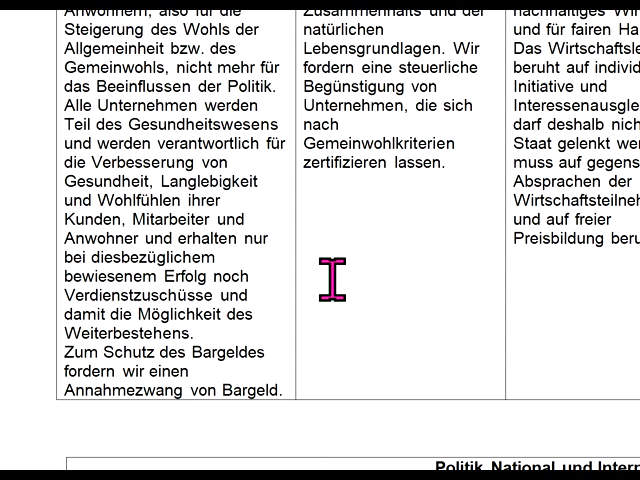 Anwohnern, also für die
Steigerung des Wohls der
Allgemeinheit bzw. des
Gemeinwohls, nicht mehr für
das Beeinflussen der Politik.
Alle Unternehmen werden
Teil des Gesundheitswesens
und werden verantwortlich für
die Verbesserung von
Gesundheit, Langlebigkeit
und Wohlfühlen ihrer
Kunden, Mitarbeiter und
Anwohner und erhalten nur
bei diesbezüglichem
bewiesenem Erfolg noch
Verdienstzuschüsse und
damit die Möglichkeit des
Weiterbestehens.
Zum Schutz des Bargeldes
fordern wir einen
Annahmezwang von Bargeld.
Zusammenhalts und der
natürlichen
Lebensgrundlagen. Wir
fordern eine steuerliche
Begünstigung von
Unternehmen, die sich
nach
Gemeinwohlkriterien
zertifizieren lassen.
nachhaltiges Wir
und für fairen Ha
Das Wirtschaftsle
beruht auf individ
Initiative und
Interessenausgle
darf deshalb nich
Staat gelenkt we
muss auf gegens
Absprachen der
Wirtschaftsteilneh
und auf freier
Preisbildung beru
Politik National und Intern